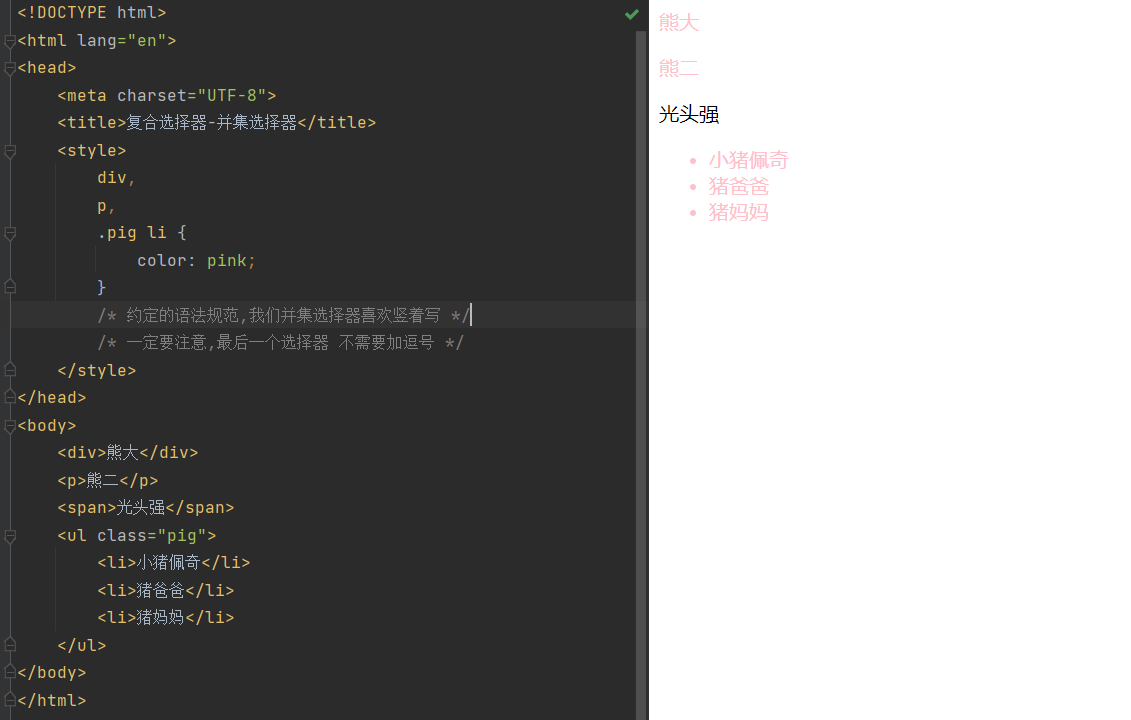 <!DOCTYPE html>
<html lang="en">
<head>
    <meta charset="UTF-8">
    <title>复合选择器-并集选择器</title>
    <style>
        div,
        p,
        .pig li {
            color: pink;
        }
        /* 约定的语法规范,我们并集选择器喜欢竖着写 */
        /* 一定要注意,最后一个选择器 不需要加逗号 */
    </style>
</head>
<body>
    <div>熊大</div>
    <p>熊二</p>
    <span>光头强</span>
    <ul class="pig">
        <li>小猪佩奇</li>
        <li>猪爸爸</li>
        <li>猪妈妈</li>
    </ul>
</body>
</html>
熊大
熊二
光头强
小猪佩奇
猪爸爸
猪妈妈